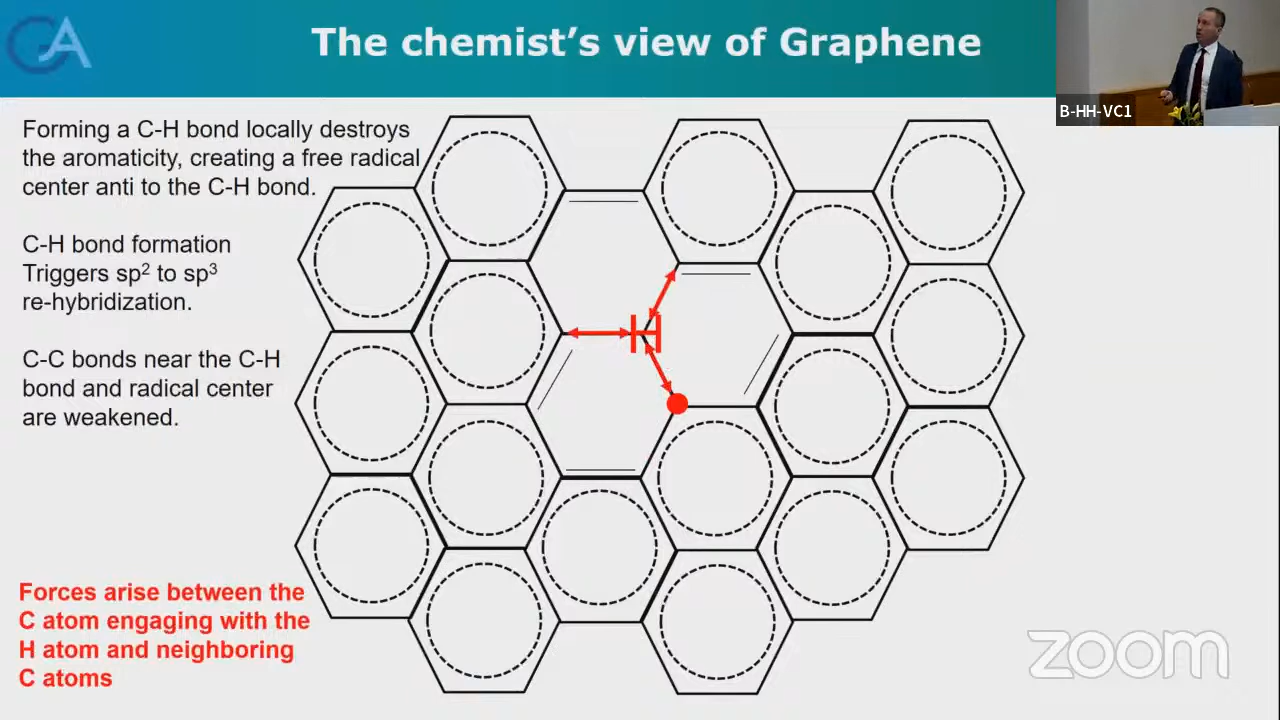 GA
The chemist's view of Graphene
B-HH-VC1
Forming a C-H bond locally destroys
the aromaticity, creating a free radical
center anti to the C-H bond.
C-H bond formation
Triggers sp² to sp³
re-hybridization.
C-C bonds near the C-H
bond and radical center
are weakened.
H
Forces arise between the
C atom engaging with the
H atom and neighboring
C atoms
zoom